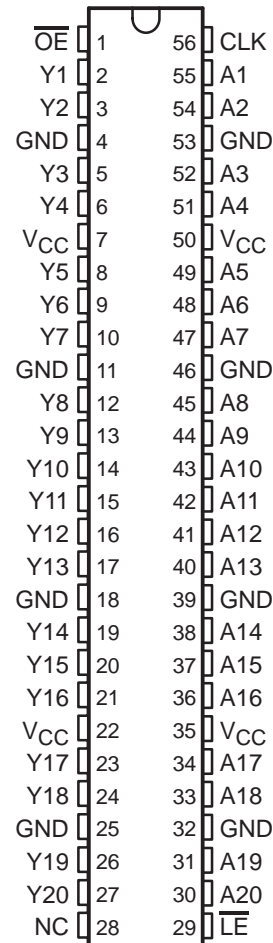 O̅E̅ 1 56 CLK
Y1 2 55 A1
Y2 3 54 A2
GND 4 53 GND
Y3 5 52 A3
Y4 6 51 A4
VCC 7 50 VCC
Y5 8 49 A5
Y6 9 48 A6
Y7 10 47 A7
GND 11 46 GND
Y8 12 45 A8
Y9 13 44 A9
Y10 14 43 A10
Y11 15 42 A11
Y12 16 41 A12
Y13 17 40 A13
GND 18 39 GND
Y14 19 38 A14
Y15 20 37 A15
Y16 21 36 A16
VCC 22 35 VCC
Y17 23 34 A17
Y18 24 33 A18
GND 25 32 GND
Y19 26 31 A19
Y20 27 30 A20
NC 28 29 L̅E̅